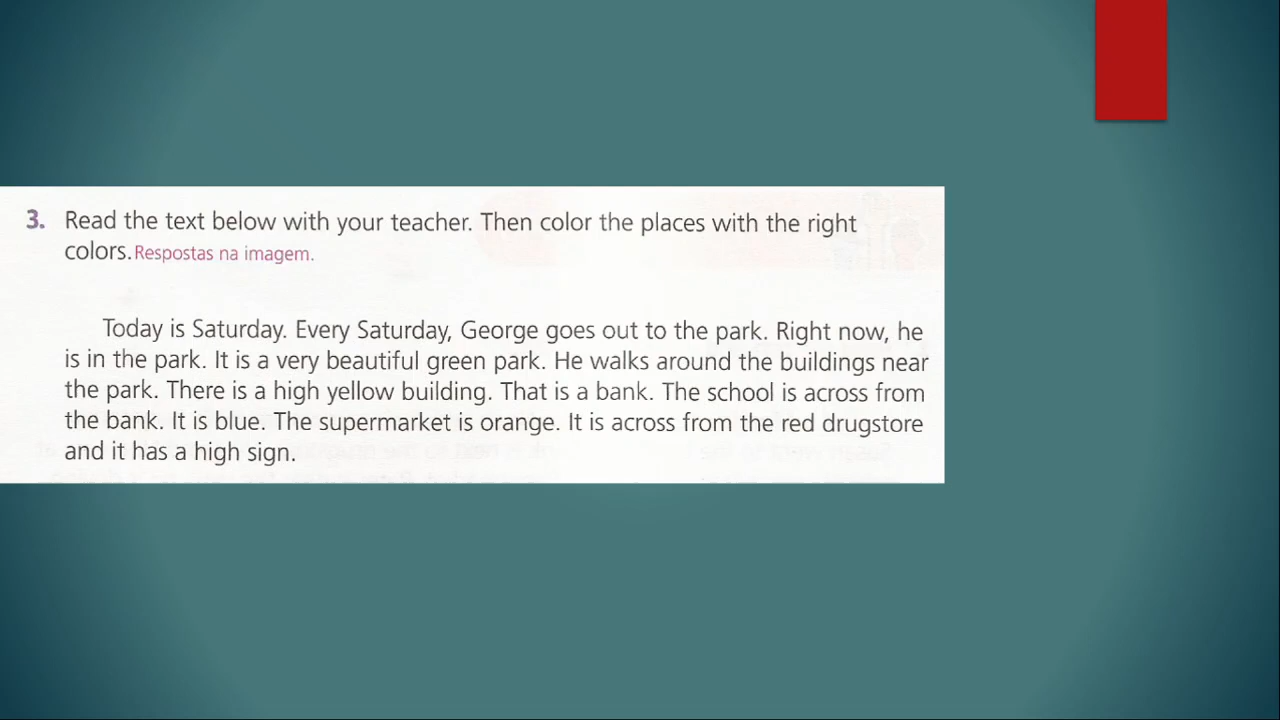 3. Read the text below with your teacher. Then color the places with the right
colors. Respostas na imagem.
Today is Saturday. Every Saturday, George goes out to the park. Right now, he
is in the park. It is a very beautiful green park. He walks around the buildings near
the park. There is a high yellow building. That is a bank. The school is across from
the bank. It is blue. The supermarket is orange. It is across from the red drugstore
and it has a high sign.